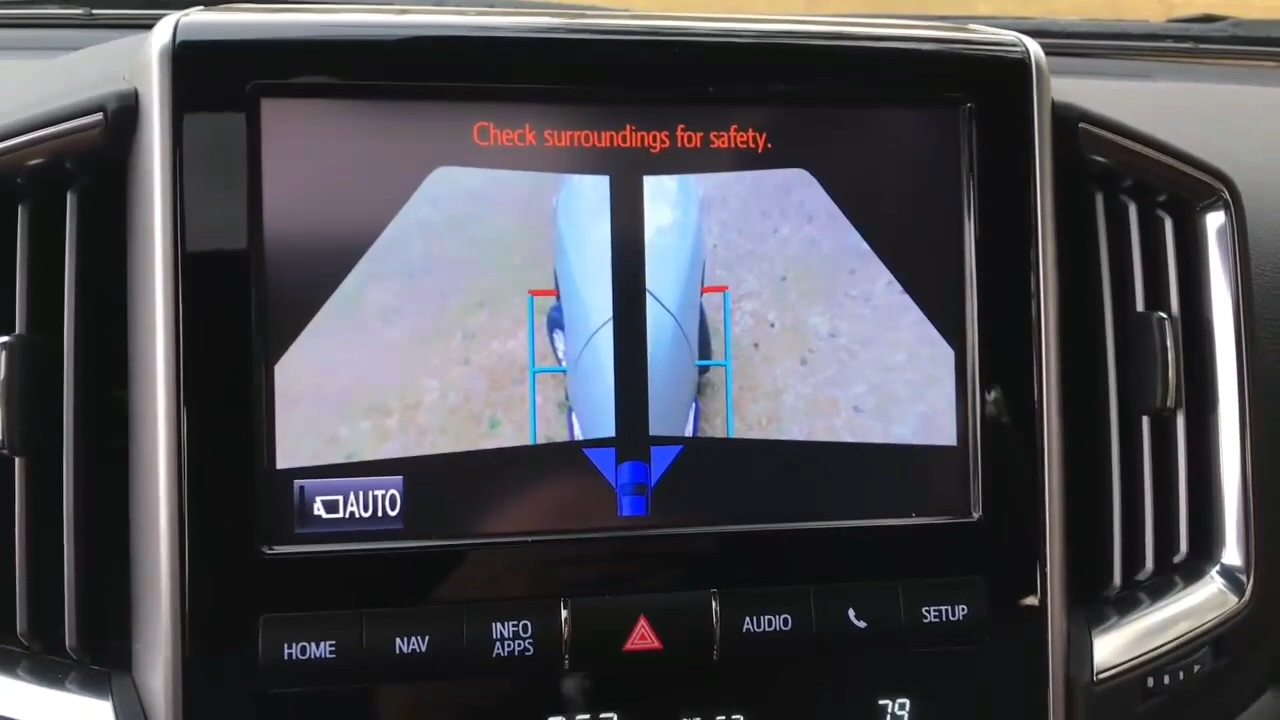 Check surroundings for safety.
AUTO
HOME
NAV
INFO
APPS
AUDIO
SETUP
79